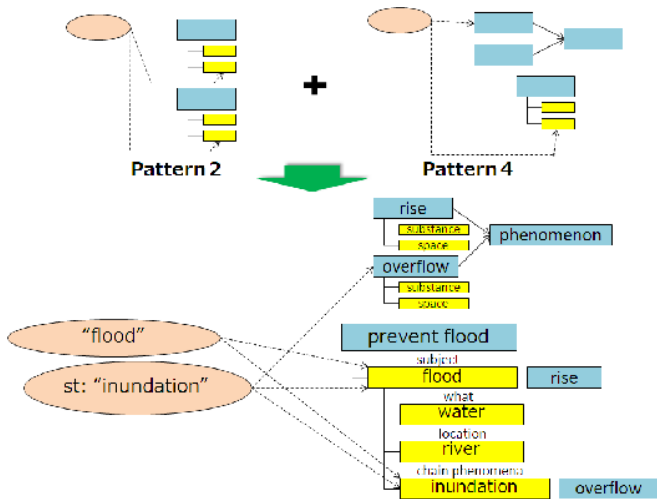 +
Pattern 2
Pattern 4
rise
substance
space
phenomenon
overflow
substance
space
"flood"
st: "inundation"
prevent flood
subject
flood
rise
what
water
location
river
chain phenomena
inundation
overflow